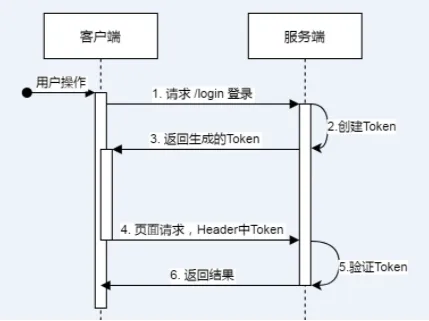 客户端
服务端
用户操作
1. 请求 /login 登录
2.创建Token
3. 返回生成的Token
4. 页面请求，Header中Token
5.验证Token
6. 返回结果